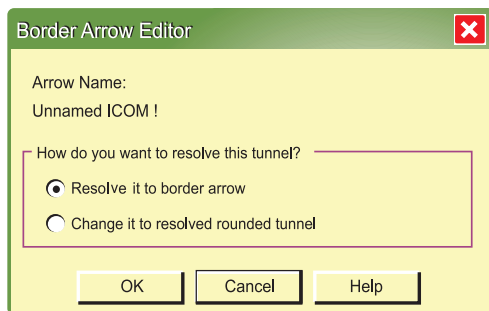 Border Arrow Editor
Arrow Name:
Unnamed ICOM !
How do you want to resolve this tunnel?
Resolve it to border arrow
Change it to resolved rounded tunnel
OK Cancel Help